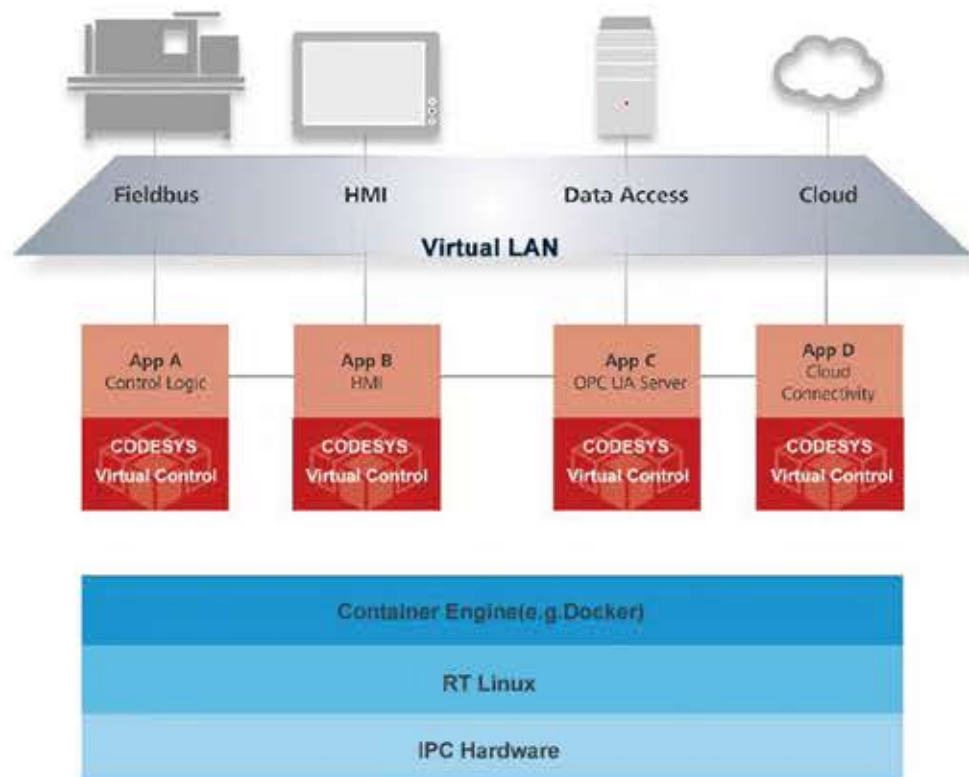 Fieldbus
HMI
Data Access
Cloud
Virtual LAN
App A
Control Logic
App B
HMI
App C
OPC UA Server
App D
Cloud
Connectivity
CODESYS
Virtual Control
CODESYS
Virtual Control
CODESYS
Virtual Control
CODESYS
Virtual Control
Container Engine(e.g.Docker)
RT Linux
IPC Hardware